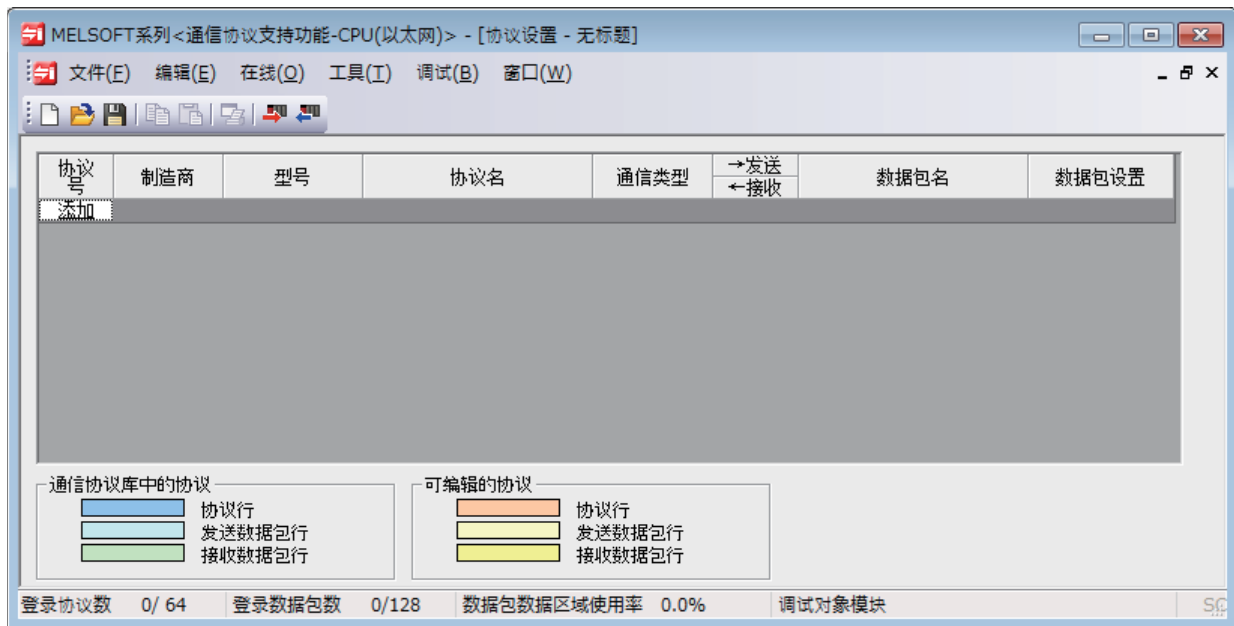 MELSOFT系列<通信协议支持功能-CPU(以太网)> - [协议设置 - 无标题]
文件(F) 编辑(E) 在线(O) 工具(T) 调试(B) 窗口(W)
协议号 制造商 型号 协议名 通信类型 →发送 ←接收 数据包名 数据包设置
添加
通信协议库中的协议 可编辑的协议
协议行 协议行
发送数据包行 发送数据包行
接收数据包行 接收数据包行
登录协议数 0/ 64 登录数据包数 0/128 数据包数据区域使用率 0.0% 调试对象模块